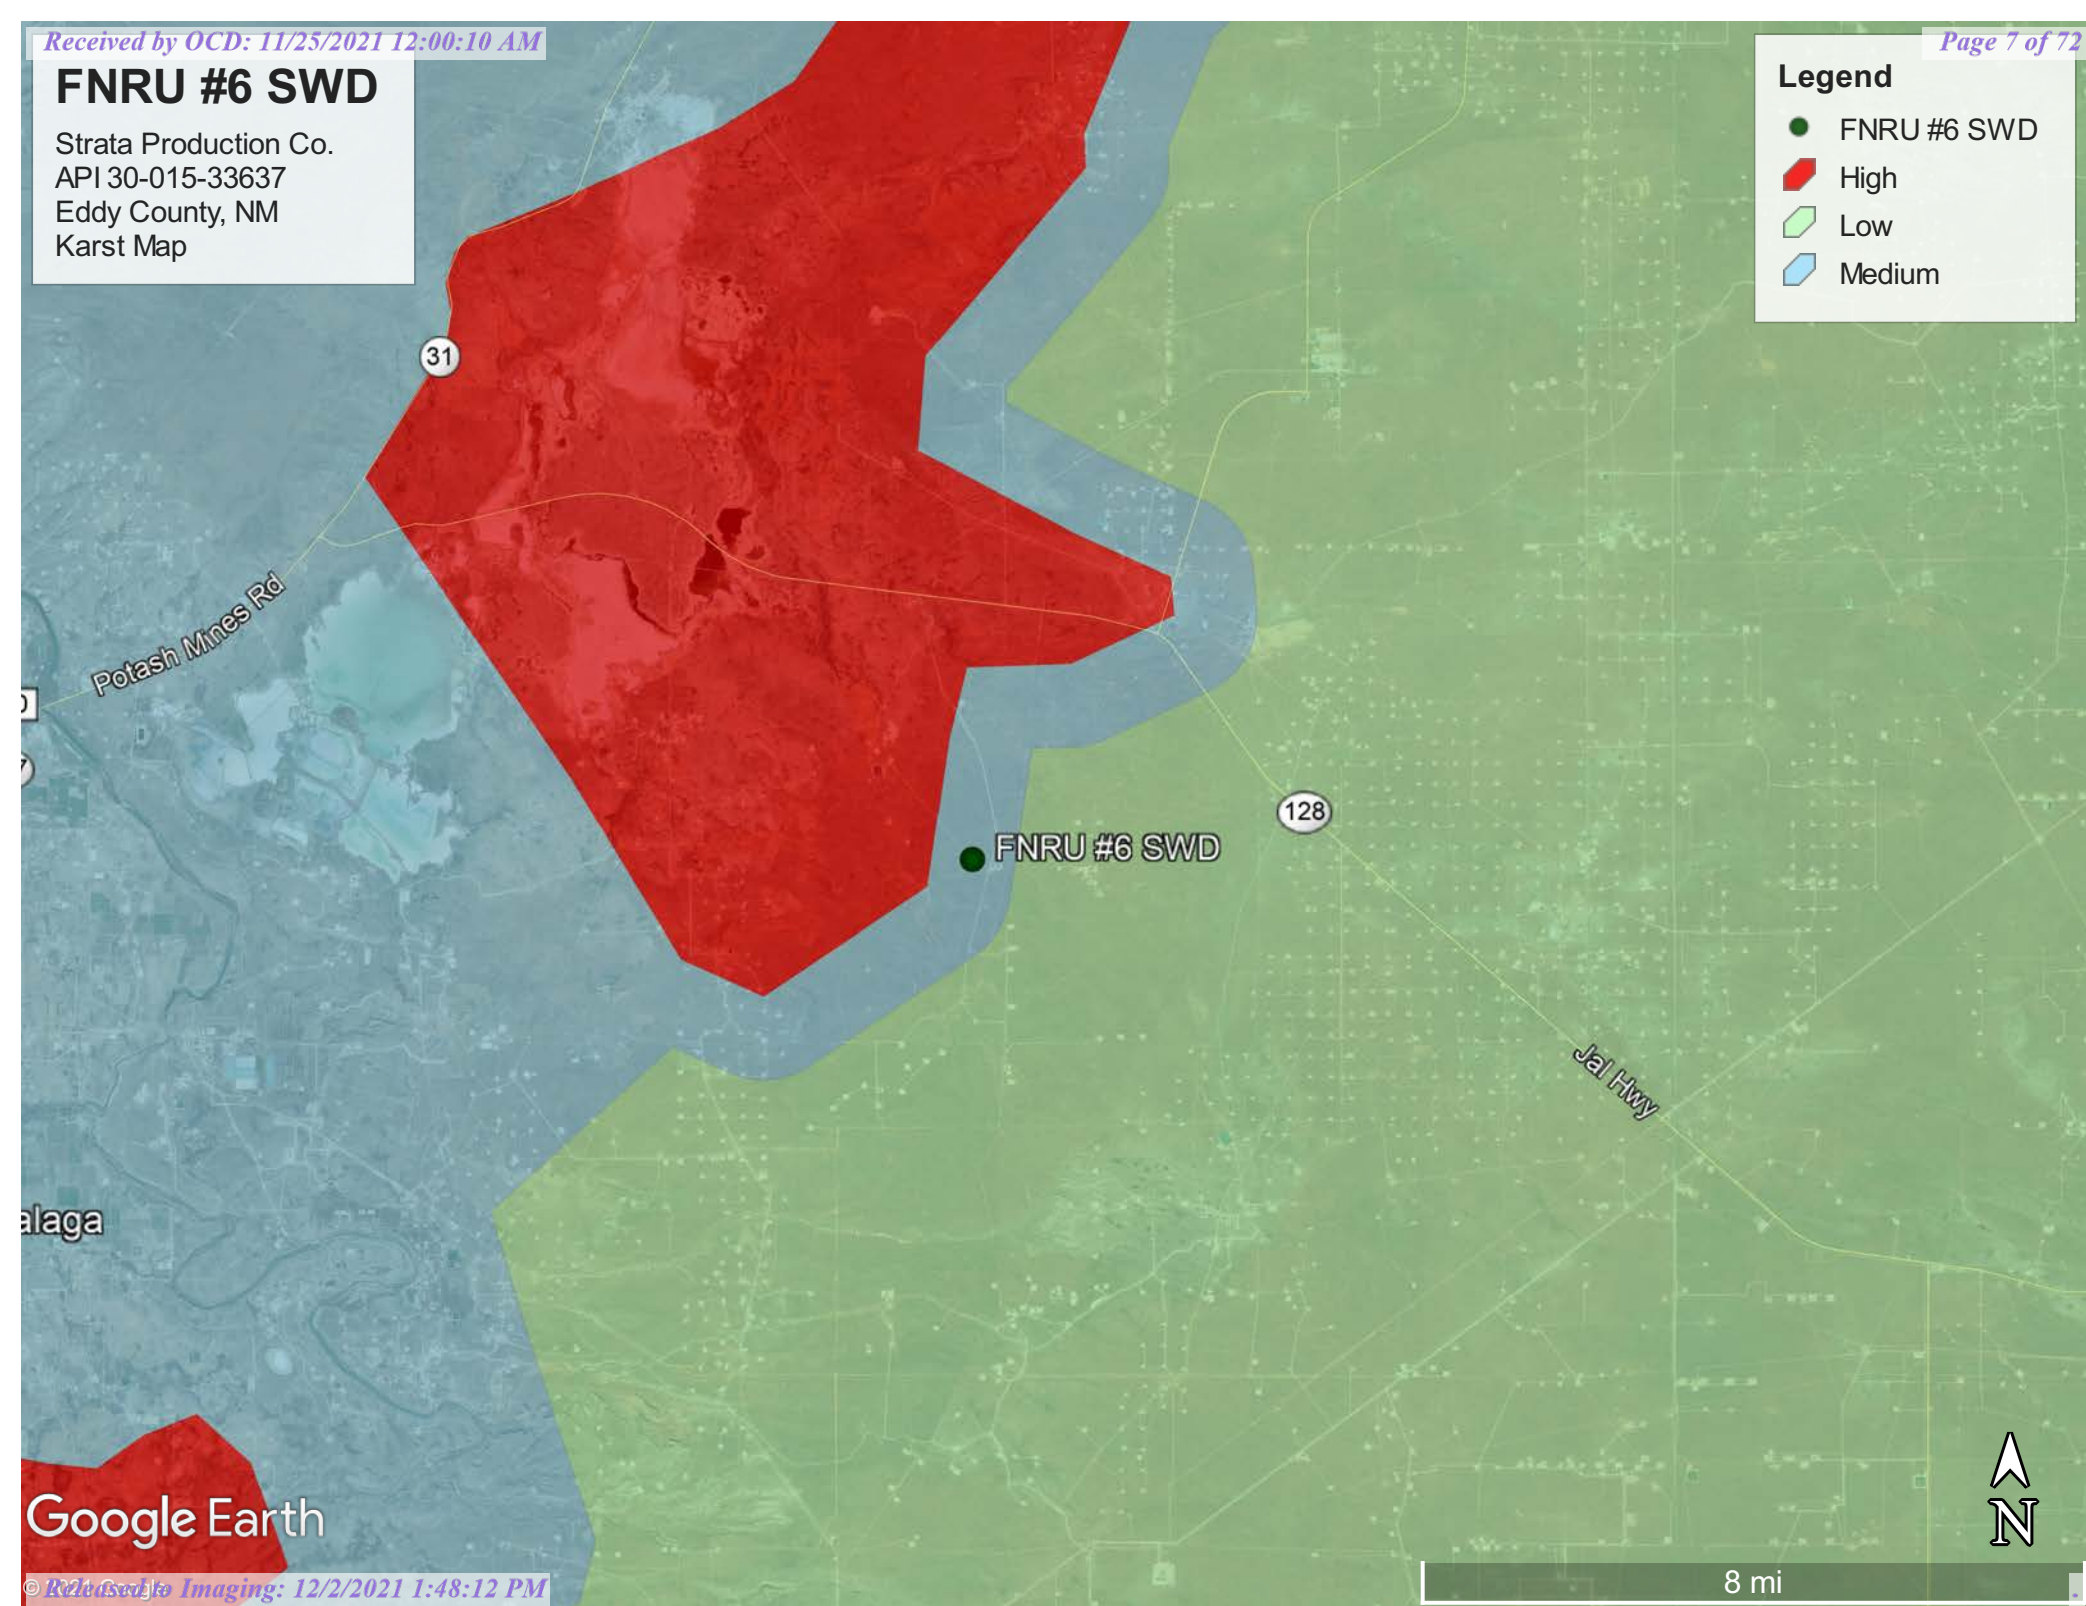 Received by OCD: 11/25/2021 12:00:10 AM
Page 7 of 72
FNRU #6 SWD
Strata Production Co.
API 30-015-33637
Eddy County, NM
Karst Map
Legend
FNRU #6 SWD
High
Low
Medium
31
Potash Mines Rd
128
FNRU #6 SWD
Jal Hwy
alaga
Google Earth
N
8 mi
Released to Imaging: 12/2/2021 1:48:12 PM